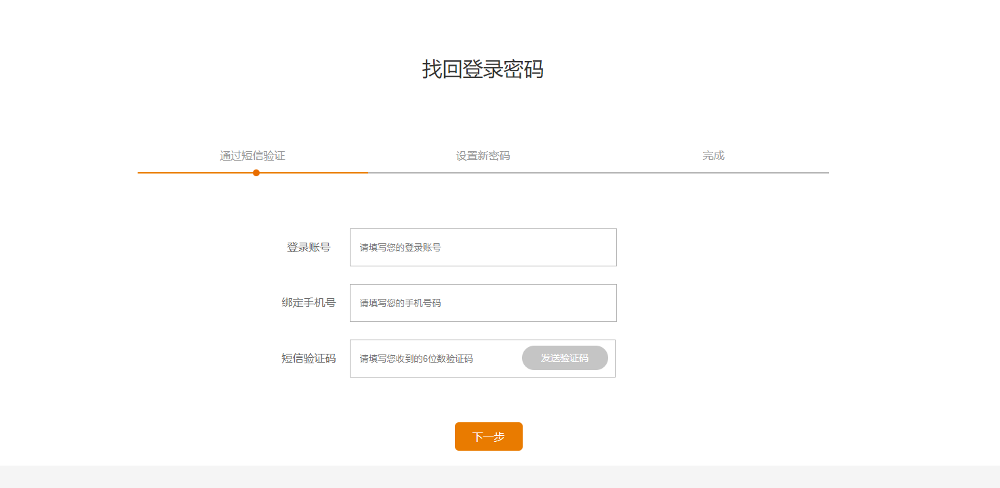 找回登录密码
通过短信验证 设置新密码 完成
登录账号 请填写您的登录账号
绑定手机号 请填写您的手机号码
短信验证码 请填写您收到的6位数验证码 发送验证码
下一步